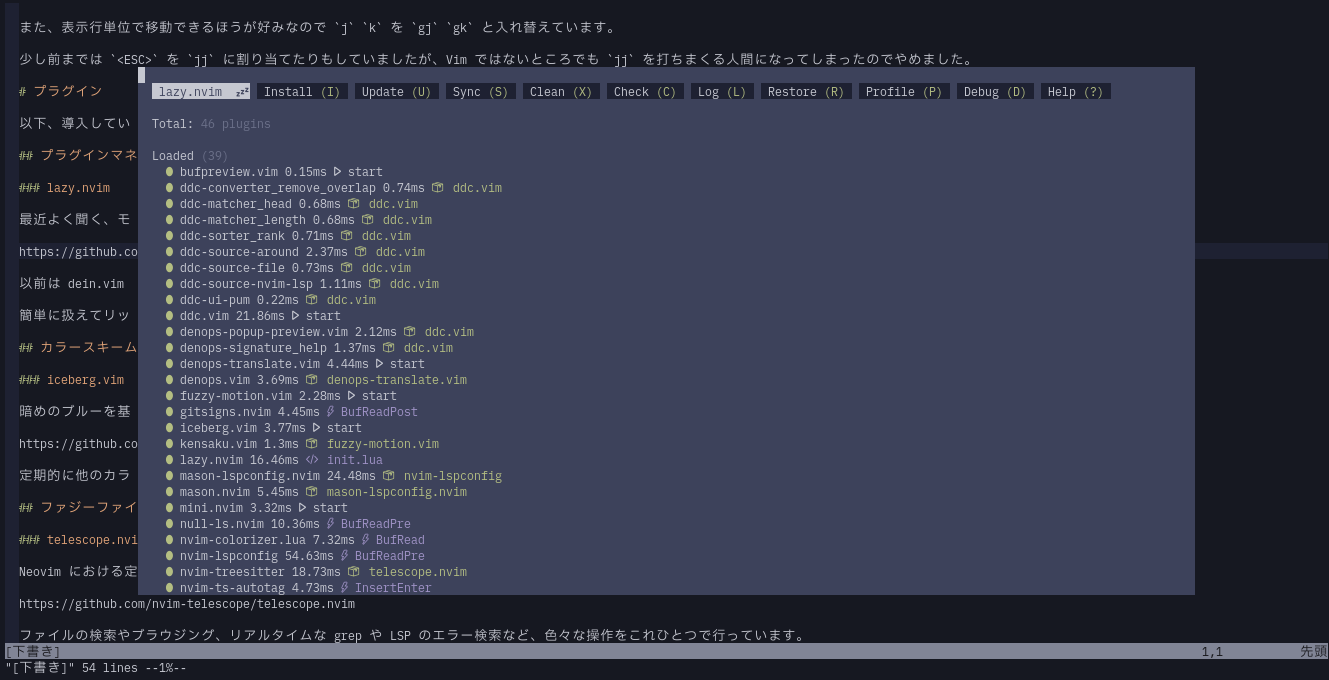 また、表示行単位で移動できるほうが好みなので `j` `k` を `gj` `gk` と入れ替えています。
少し前までは `<ESC>` を `jj` に割り当てたりもしていましたが、Vim ではないところでも `jj` を打ちまくる人間になってしまったのでやめました。
# プラグイン
lazy.nvim zzz Install (I) Update (U) Sync (S) Clean (X) Check (C) Log (L) Restore (R) Profile (P) Debug (D) Help (?)
以下、導入してい
Total: 46 plugins
## プラグインマネ
Loaded (39)
bufpreview.vim 0.15ms start
### lazy.nvim
ddc-converter_remove_overlap 0.74ms ddc.vim
ddc-matcher_head 0.68ms ddc.vim
最近よく聞く、モ
ddc-matcher_length 0.68ms ddc.vim
ddc-sorter_rank 0.71ms ddc.vim
https://github.co
ddc-source-around 2.37ms ddc.vim
ddc-source-file 0.73ms ddc.vim
以前は dein.vim
ddc-source-nvim-lsp 1.11ms ddc.vim
ddc-ui-pum 0.22ms ddc.vim
簡単に扱えてリッ
ddc.vim 21.86ms start
denops-popup-preview.vim 2.12ms ddc.vim
## カラースキーム
denops-signature_help 1.37ms ddc.vim
denops-translate.vim 4.44ms start
### iceberg.vim
denops.vim 3.69ms denops-translate.vim
fuzzy-motion.vim 2.28ms start
暗めのブルーを基
gitsigns.nvim 4.45ms BufReadPost
iceberg.vim 3.77ms start
https://github.co
kensaku.vim 1.3ms fuzzy-motion.vim
lazy.nvim 16.46ms </> init.lua
定期的に他のカラ
mason-lspconfig.nvim 24.48ms nvim-lspconfig
mason.nvim 5.45ms mason-lspconfig.nvim
## ファジーファイ
mini.nvim 3.32ms start
null-ls.nvim 10.36ms BufReadPre
### telescope.nvi
nvim-colorizer.lua 7.32ms BufRead
nvim-lspconfig 54.63ms BufReadPre
Neovim における定
nvim-treesitter 18.73ms telescope.nvim
nvim-ts-autotag 4.73ms InsertEnter
https://github.com/nvim-telescope/telescope.nvim
ファイルの検索やブラウジング、リアルタイムな grep や LSP のエラー検索など、色々な操作をこれひとつで行っています。
[下書き] 1,1 先頭
"[下書き]" 54 lines --1%--